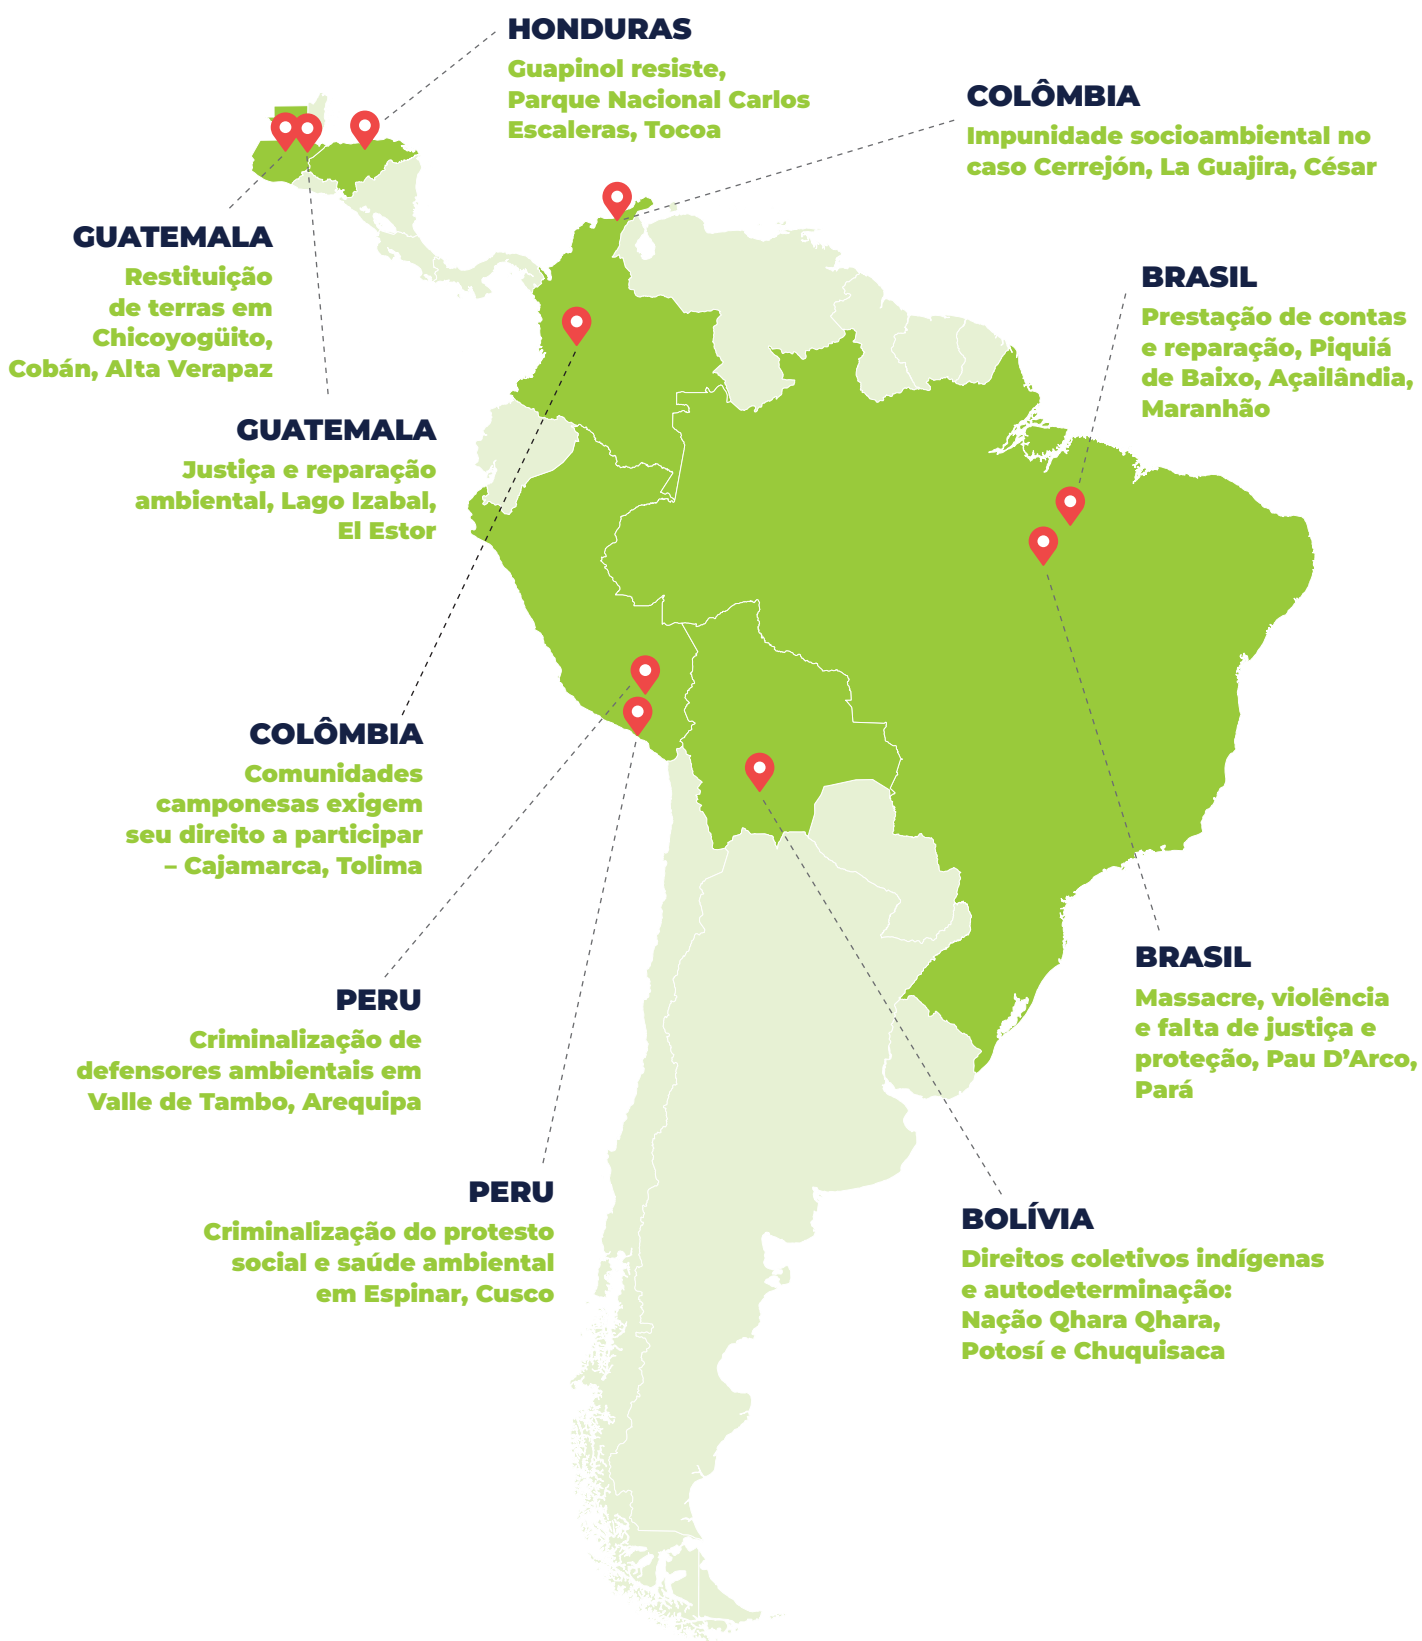 HONDURAS
Guapinol resiste,
Parque Nacional Carlos
Escaleras, Tocoa
COLÔMBIA
Impunidade socioambiental no
caso Cerrejón, La Guajira, César
GUATEMALA
Restituição
de terras em
Chicoyogüito,
Cobán, Alta Verapaz
BRASIL
Prestação de contas
e reparação, Piquiá
de Baixo, Açailândia,
Maranhão
GUATEMALA
Justiça e reparação
ambiental, Lago Izabal,
El Estor
COLÔMBIA
Comunidades
camponesas exigem
seu direito a participar
– Cajamarca, Tolima
BRASIL
Massacre, violência
e falta de justiça e
proteção, Pau D’Arco,
Pará
PERU
Criminalização de
defensores ambientais em
Valle de Tambo, Arequipa
PERU
Criminalização do protesto
social e saúde ambiental
em Espinar, Cusco
BOLÍVIA
Direitos coletivos indígenas
e autodeterminação:
Nação Qhara Qhara,
Potosí e Chuquisaca